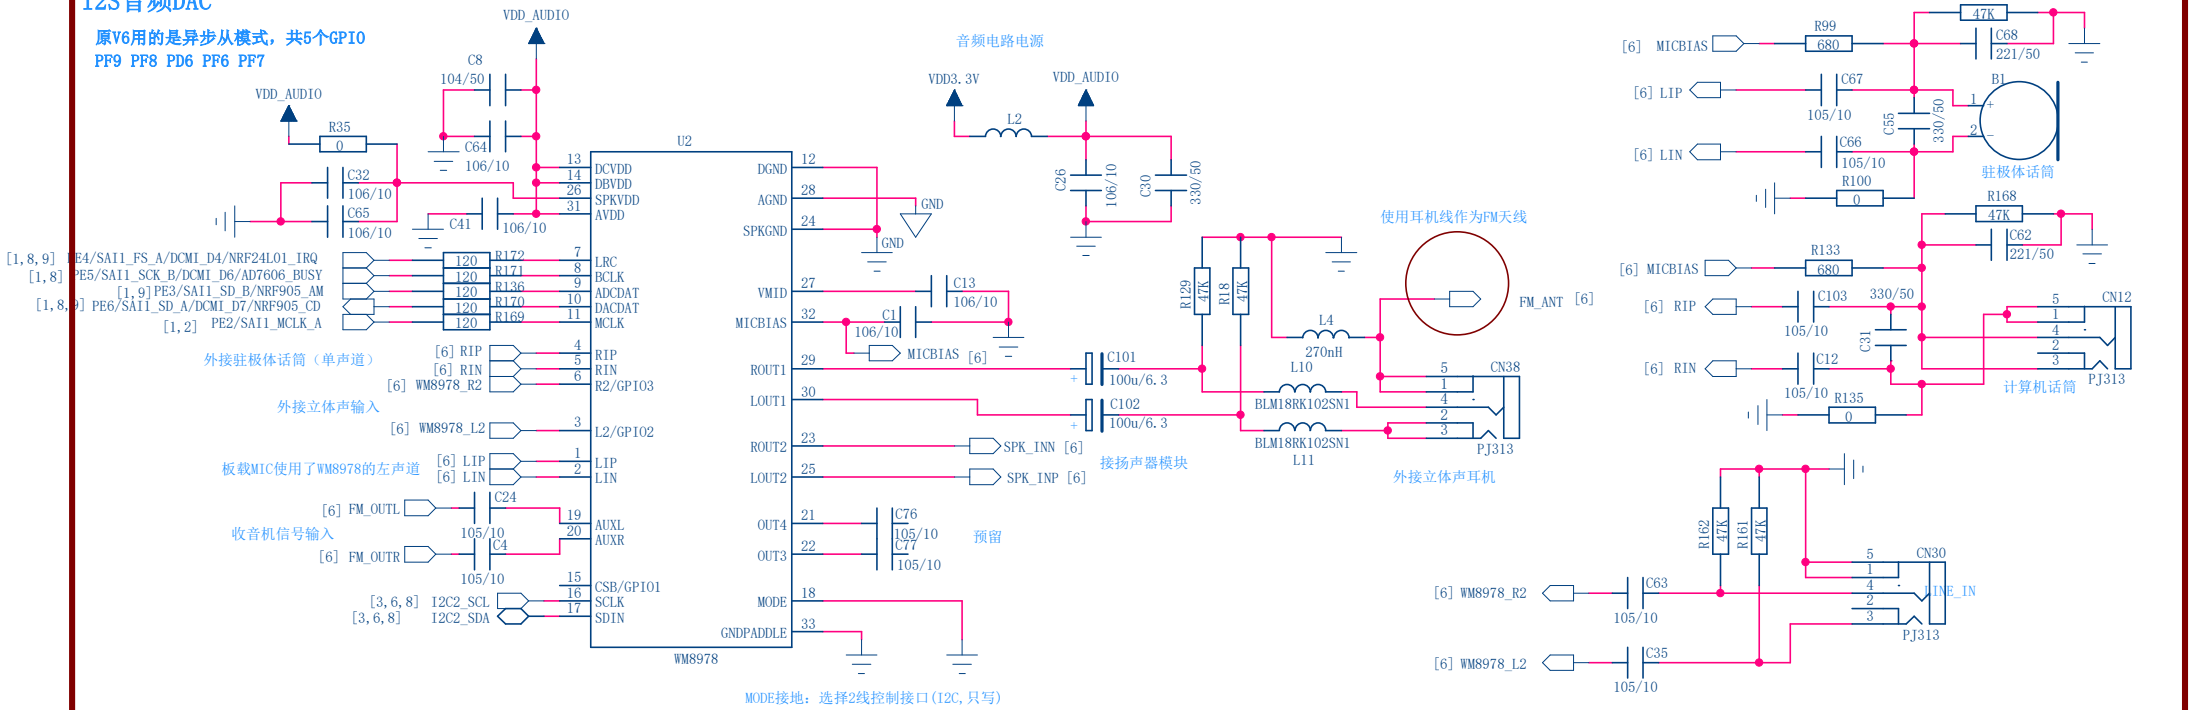 I2S音频DAC
原V6用的是异步从模式, 共5个GPIO
PF9 PF8 PD6 PF6 PF7
VDD_AUDIO
C8
104/50
C64
106/10
VDD_AUDIO
R35
0
C32
106/10
C65
106/10
C41
106/10
音频电路电源
VDD3.3V
VDD_AUDIO
L2
C26
106/10
C30
330/50
U2
13 DCVDD
14 DBVDD
26 SPKVDD
31 AVDD
[1,8,9] PE4/SAI1_FS_A/DCMI_D4/NRF24L01_IRQ 120 R172 7 LRC
[1,8] PE5/SAI1_SCK_B/DCMI_D6/AD7606_BUSY 120 R171 8 BCLK
[1,9] PE3/SAI1_SD_B/NRF905_AM 120 R136 9 ADCDAT
[1,8,9] PE6/SAI1_SD_A/DCMI_D7/NRF905_CD 120 R170 10 DACDAT
[1,2] PE2/SAI1_MCLK_A 120 R169 11 MCLK
外接驻极体话筒（单声道）
[6] RIP 4 RIP
[6] RIN 5 RIN
[6] WM8978_R2 6 R2/GPIO3
外接立体声输入
[6] WM8978_L2 3 L2/GPIO2
板载MIC使用了WM8978的左声道
[6] LIP 1 LIP
[6] LIN 2 LIN
[6] FM_OUTL C24 105/10 19 AUXL
收音机信号输入
[6] FM_OUTR C4 105/10 20 AUXR
15 CSB/GPIO1
[3,6,8] I2C2_SCL 16 SCLK
[3,6,8] I2C2_SDA 17 SDIN
DGND 12
AGND 28 GND
SPKGND 24 GND
VMID 27 C13 106/10
MICBIAS 32 C1 106/10
MICBIAS [6]
ROUT1 29 C101 + 100u/6.3
LOUT1 30 C102 + 100u/6.3
ROUT2 23 SPK_INN [6]
接扬声器模块
LOUT2 25 SPK_INP [6]
OUT4 21 C76 105/10
预留
OUT3 22 C77 105/10
MODE 18
GNDPADDLE 33
WM8978
MODE接地：选择2线控制接口(I2C,只写)
使用耳机线作为FM天线
R129 47K
R18 47K
FM_ANT [6]
L4
270nH
L10
BLM18RK102SN1
BLM18RK102SN1
L11
CN38
5
1
4
2
3
PJ313
外接立体声耳机
47K
R99
[6] MICBIAS 680
C68
221/50
[6] LIP C67 105/10
C55 330/50
B1
1 +
2 −
[6] LIN C66 105/10
驻极体话筒
R100
0
R168
47K
C62
221/50
R133
[6] MICBIAS 680
[6] RIP C103 105/10
330/50
C31
[6] RIN C12 105/10
CN12
5
1
4
2
3
PJ313
计算机话筒
R135
0
R162 47K
R161 47K
CN30
5
1
4
2
3
LINE_IN
PJ313
[6] WM8978_R2 C63 105/10
[6] WM8978_L2 C35 105/10